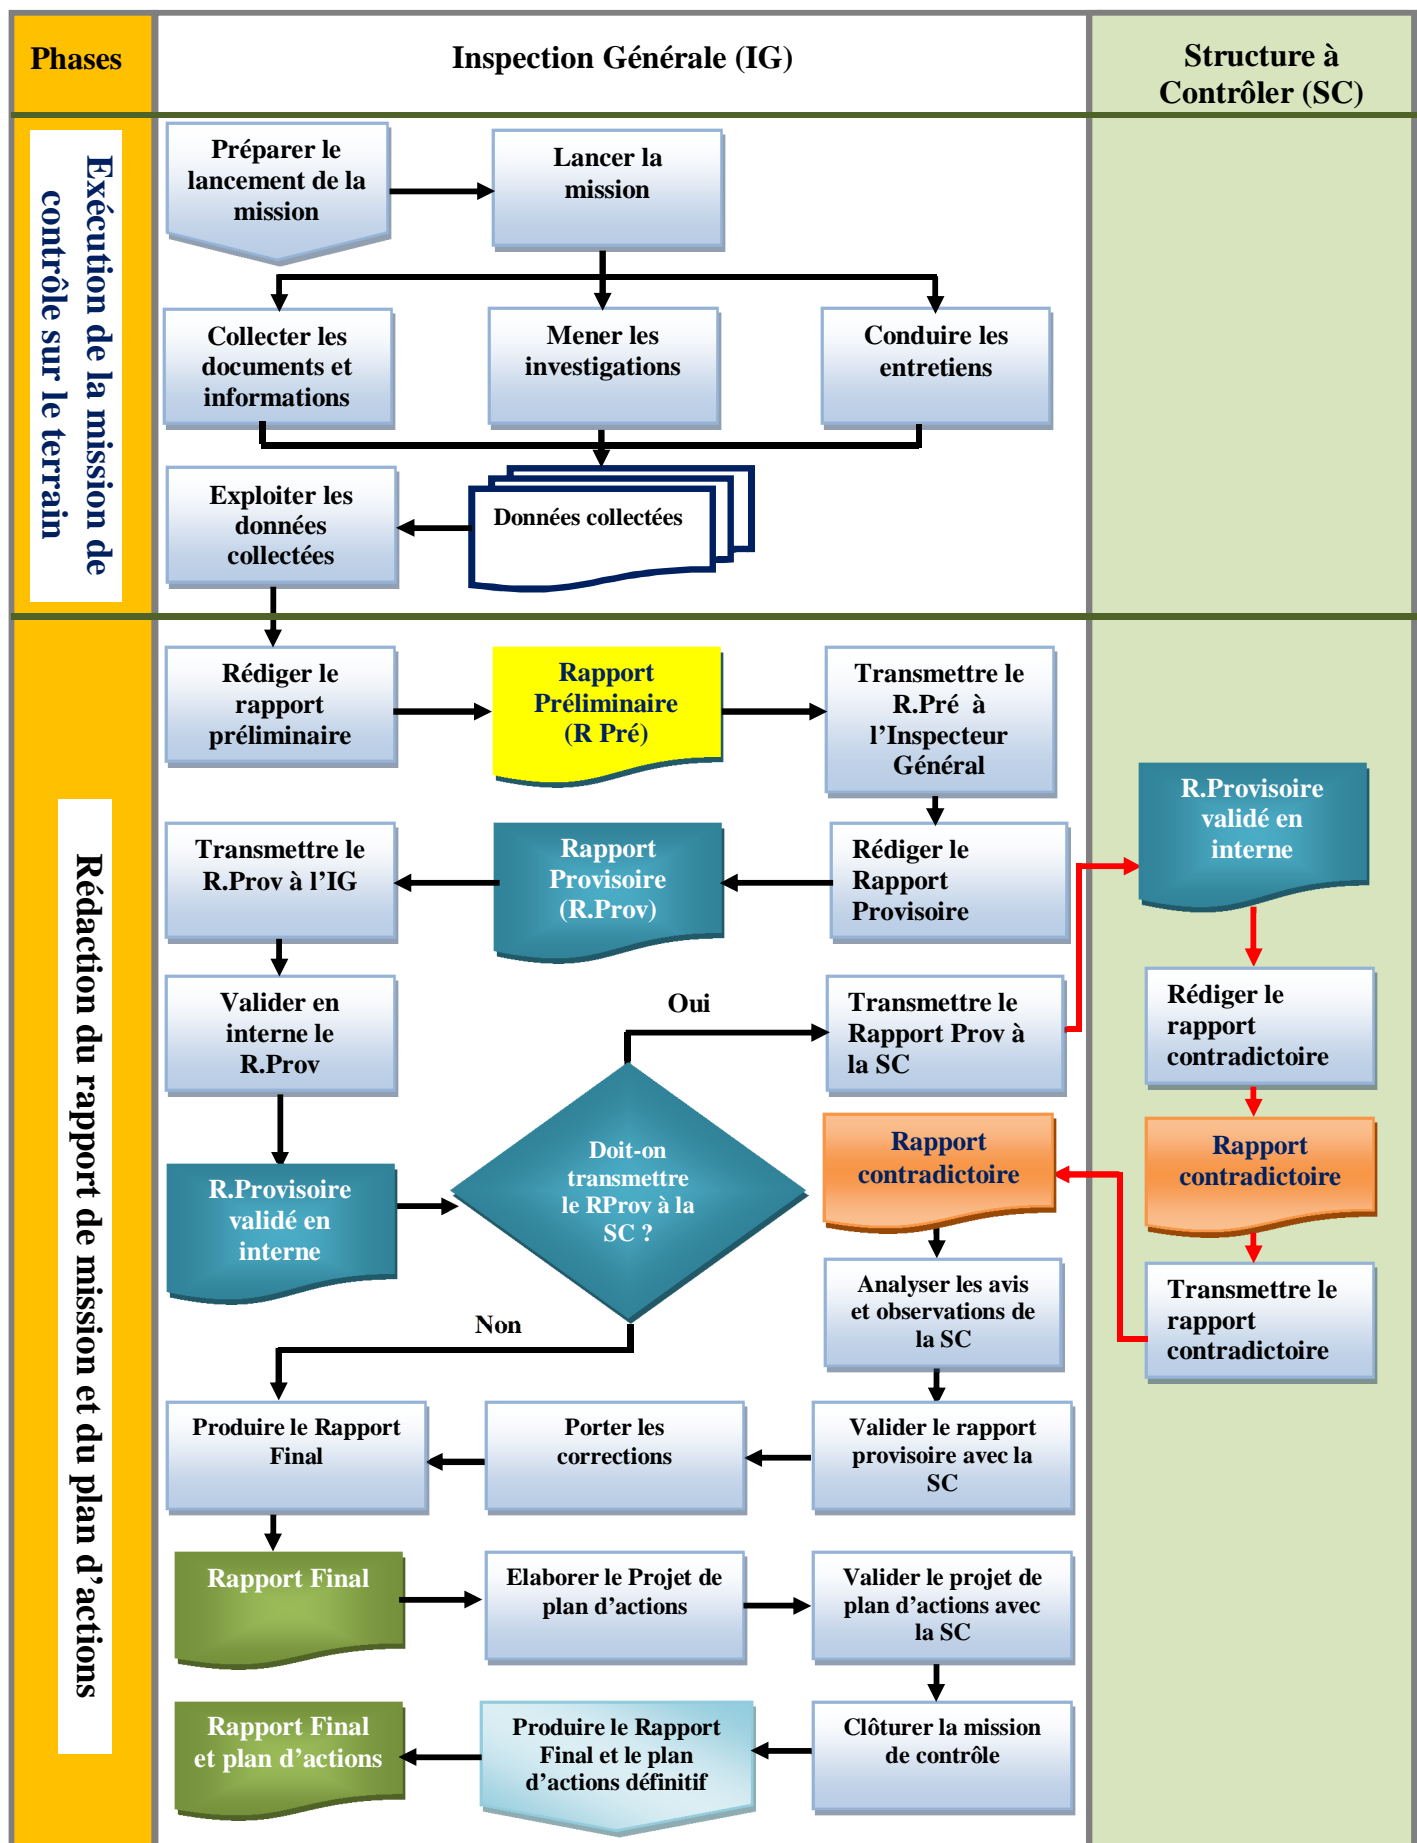 Phases
Inspection Générale (IG)
Structure à
Contrôler (SC)
Exécution de la mission de
contrôle sur le terrain
Préparer le
lancement de la
mission
Lancer la
mission
Collecter les
documents et
informations
Mener les
investigations
Conduire les
entretiens
Exploiter les
données
collectées
Données collectées
Rédaction du rapport de mission et du plan d’actions
Rédiger le
rapport
préliminaire
Rapport
Préliminaire
(R Pré)
Transmettre le
R.Pré à
l’Inspecteur
Général
R.Provisoire
validé en
interne
Transmettre le
R.Prov à l’IG
Rapport
Provisoire
(R.Prov)
Rédiger le
Rapport
Provisoire
Valider en
interne le
R.Prov
Oui
Transmettre le
Rapport Prov à
la SC
Rédiger le
rapport
contradictoire
R.Provisoire
validé en
interne
Doit-on
transmettre
le RProv à la
SC ?
Rapport
contradictoire
Rapport
contradictoire
Analyser les avis
et observations de
la SC
Transmettre le
rapport
contradictoire
Non
Produire le Rapport
Final
Porter les
corrections
Valider le rapport
provisoire avec la
SC
Rapport Final
Elaborer le Projet de
plan d’actions
Valider le projet de
plan d’actions avec
la SC
Rapport Final
et plan d’actions
Produire le Rapport
Final et le plan
d’actions définitif
Clôturer la mission
de contrôle